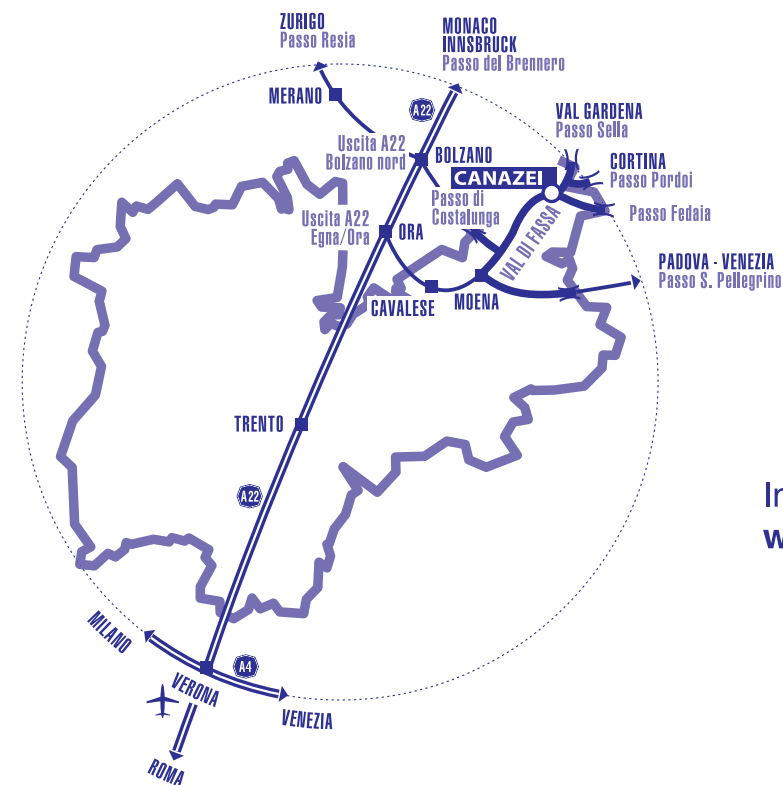 ZURIGO
Passo Resia
MONACO
INNSBRUCK
Passo del Brennero
MERANO
A22
VAL GARDENA
Passo Sella
Uscita A22
Bolzano nord
BOLZANO
CORTINA
Passo Pordoi
CANAZEI
Passo di
Costalunga
Passo Fedaia
Uscita A22
Egna/Ora
ORA
VAL DI FASSA
PADOVA - VENEZIA
Passo S. Pellegrino
CAVALESE
MOENA
TRENTO
A22
MILANO
A4
VERONA
VENEZIA
ROMA